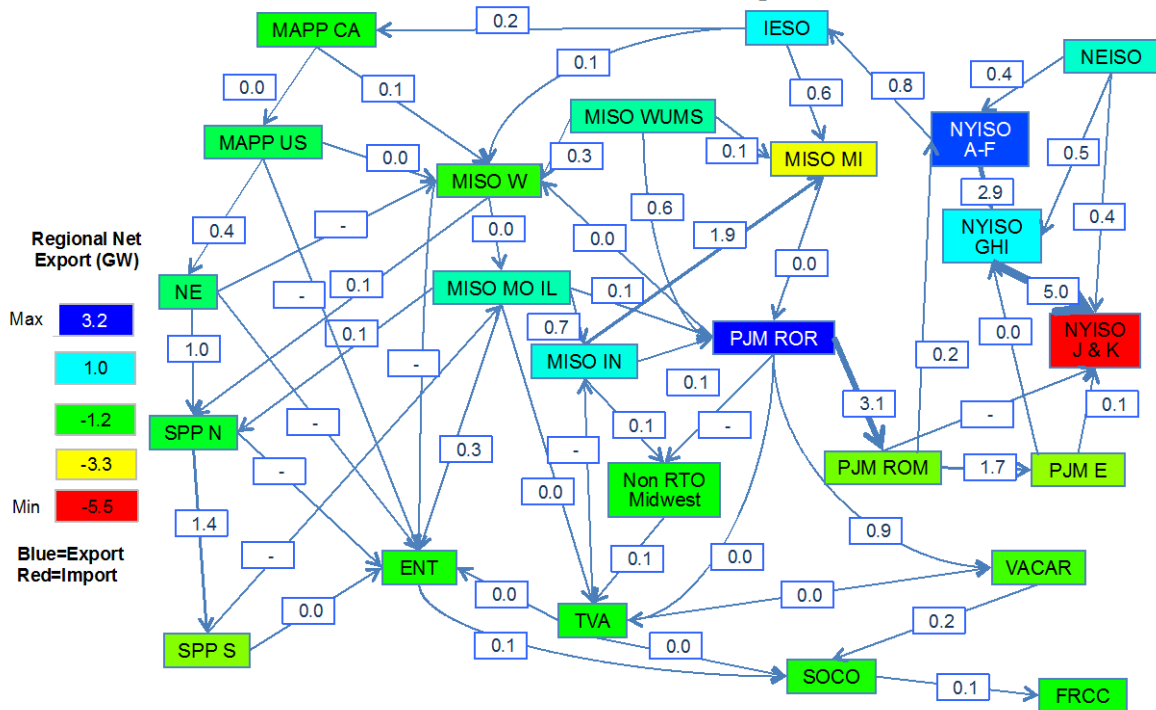 0.2
MAPP CA
IESO
NEISO
0.1
0.4
0.0
0.1
0.6
0.8
MISO WUMS
NYISO
A-F
MAPP US
0.0
0.3
0.1
MISO MI
0.5
MISO W
2.9
0.4
-
0.6
0.4
NYISO
GHI
Regional Net
Export (GW)
0.0
0.0
1.9
0.0
NE
0.1
MISO MO IL
0.1
5.0
Max
3.2
-
0.1
0.7
PJM ROR
NYISO
J & K
1.0
1.0
MISO IN
0.0
0.2
-
0.1
3.1
0.1
-1.2
SPP N
-
0.1
-
-
-3.3
-
0.3
-
Non RTO
Midwest
PJM ROM
1.7
PJM E
Min
-5.5
0.0
1.4
0.9
Blue=Export
Red=Import
-
ENT
0.1
0.0
VACAR
0.0
0.0
0.0
TVA
0.2
SPP S
0.1
0.0
SOCO
0.1
FRCC